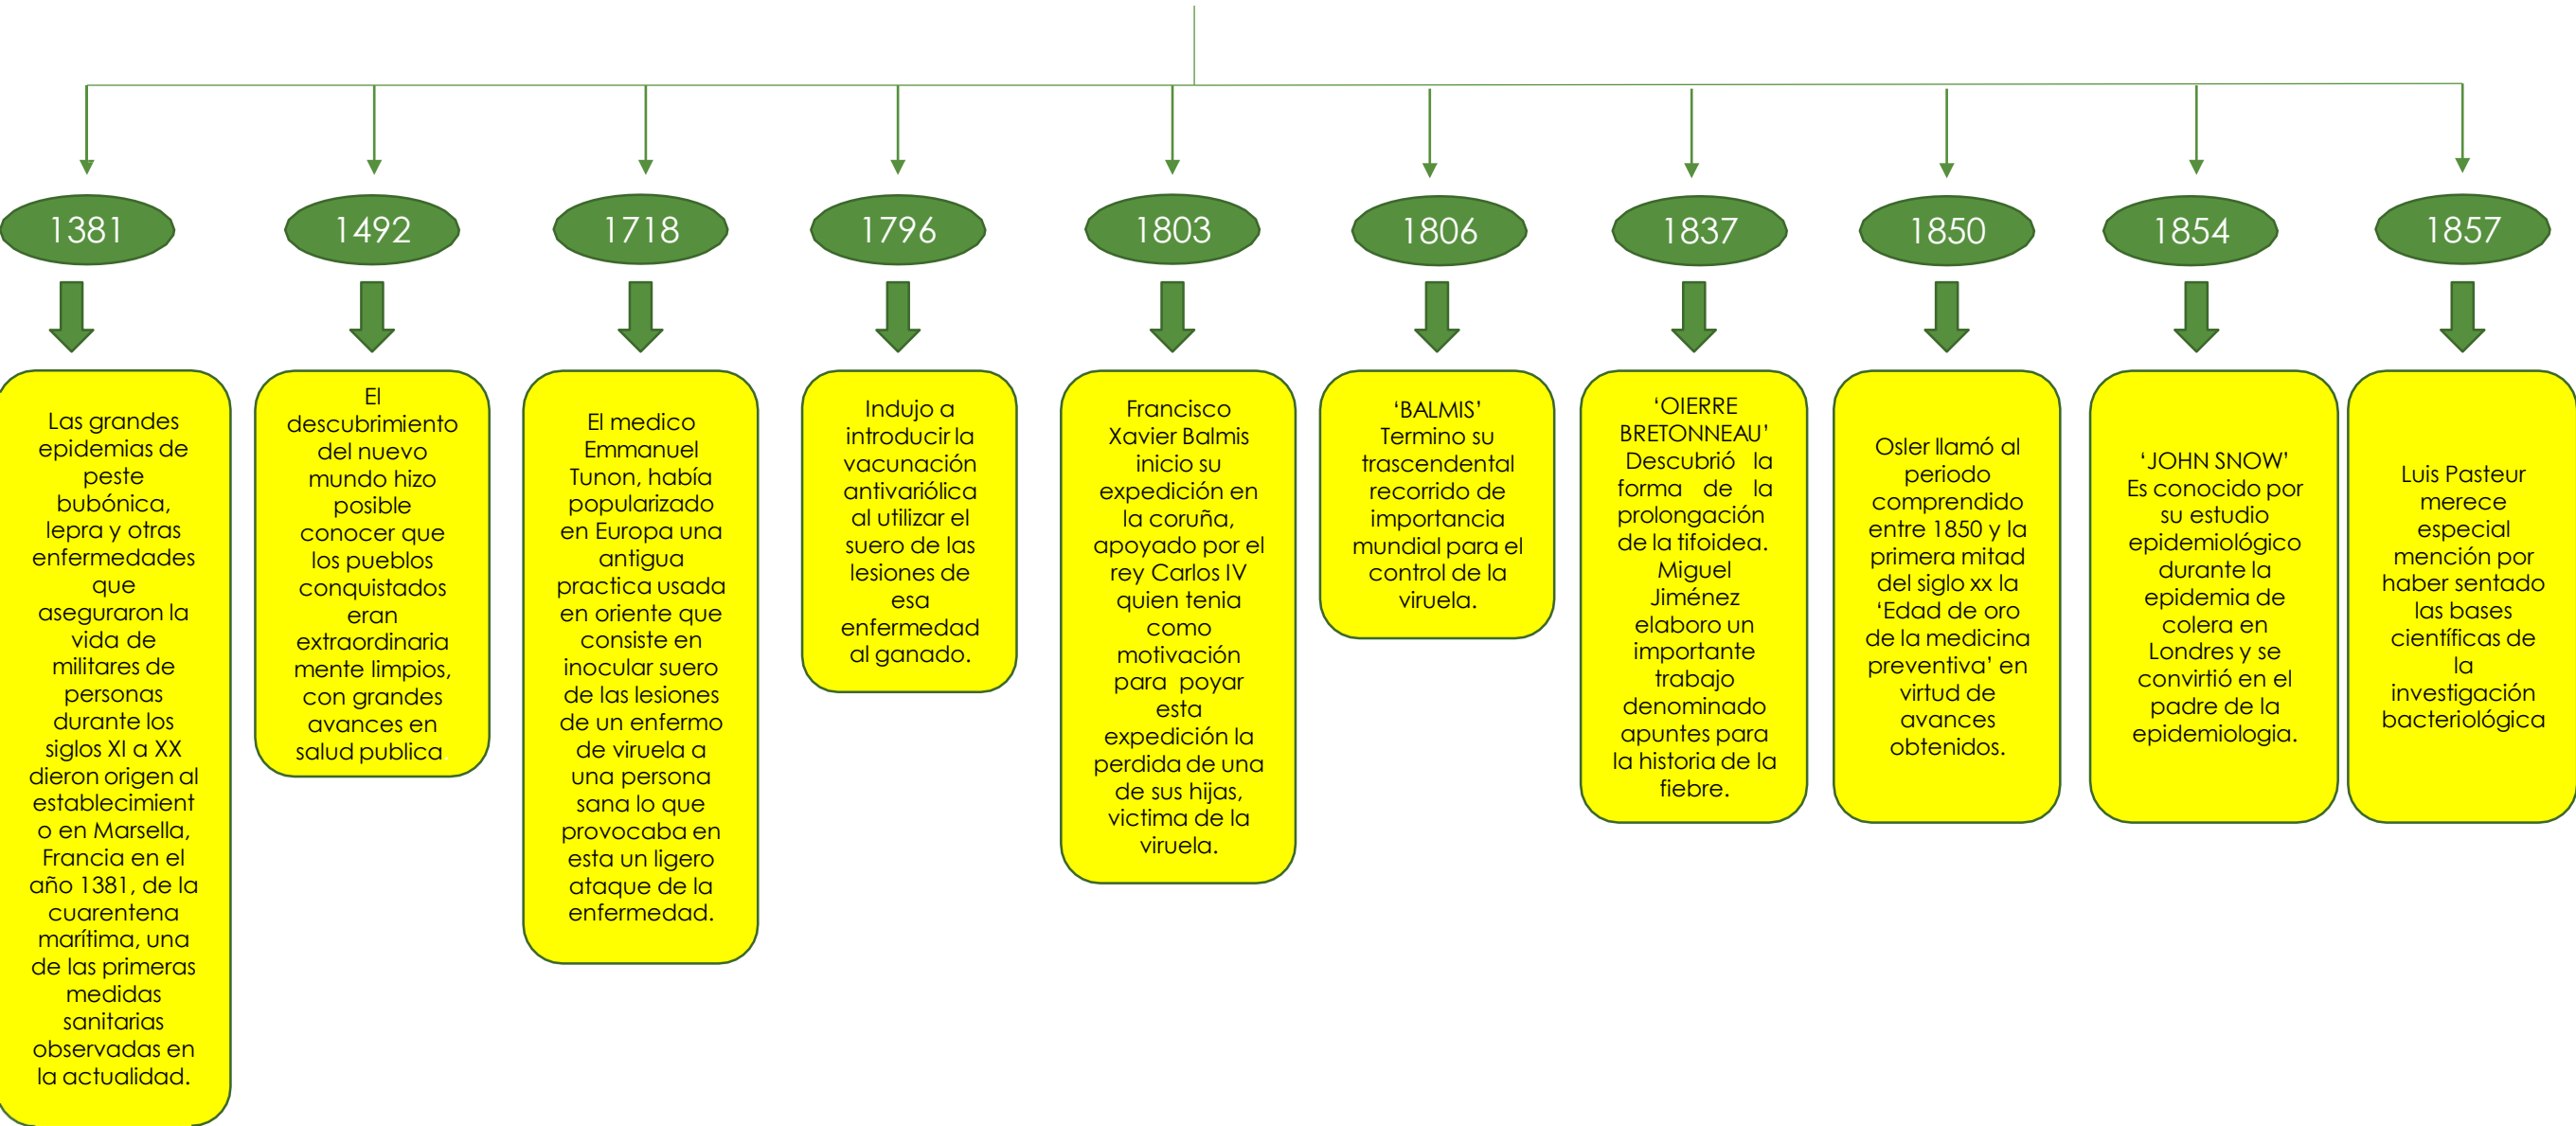 1381
1492
1718
1796
1803
1806
1837
1850
1854
1857
Las grandes
epidemias de
peste
bubónica,
lepra y otras
enfermedades
que
aseguraron la
vida de
militares de
personas
durante los
siglos XI a XX
dieron origen al
establecimient
o en Marsella,
Francia en el
año 1381, de la
cuarentena
marítima, una
de las primeras
medidas
sanitarias
observadas en
la actualidad.
El
descubrimiento
del nuevo
mundo hizo
posible
conocer que
los pueblos
conquistados
eran
extraordinaria
mente limpios,
con grandes
avances en
salud publica
El medico
Emmanuel
Tunon, había
popularizado
en Europa una
antigua
practica usada
en oriente que
consiste en
inocular suero
de las lesiones
de un enfermo
de viruela a
una persona
sana lo que
provocaba en
esta un ligero
ataque de la
enfermedad.
Indujo a
introducir la
vacunación
antivariólica
al utilizar el
suero de las
lesiones de
esa
enfermedad
al ganado.
Francisco
Xavier Balmis
inicio su
expedición en
la coruña,
apoyado por el
rey Carlos IV
quien tenia
como
motivación
para poyar
esta
expedición la
perdida de una
de sus hijas,
victima de la
viruela.
‘BALMIS’
Termino su
trascendental
recorrido de
importancia
mundial para el
control de la
viruela.
‘OIERRE
BRETONNEAU’
Descubrió la
forma de la
prolongación
de la tifoidea.
Miguel
Jiménez
elaboro un
importante
trabajo
denominado
apuntes para
la historia de la
fiebre.
Osler llamó al
periodo
comprendido
entre 1850 y la
primera mitad
del siglo xx la
‘Edad de oro
de la medicina
preventiva’ en
virtud de
avances
obtenidos.
‘JOHN SNOW’
Es conocido por
su estudio
epidemiológico
durante la
epidemia de
colera en
Londres y se
convirtió en el
padre de la
epidemiologia.
Luis Pasteur
merece
especial
mención por
haber sentado
las bases
científicas de
la
investigación
bacteriológica